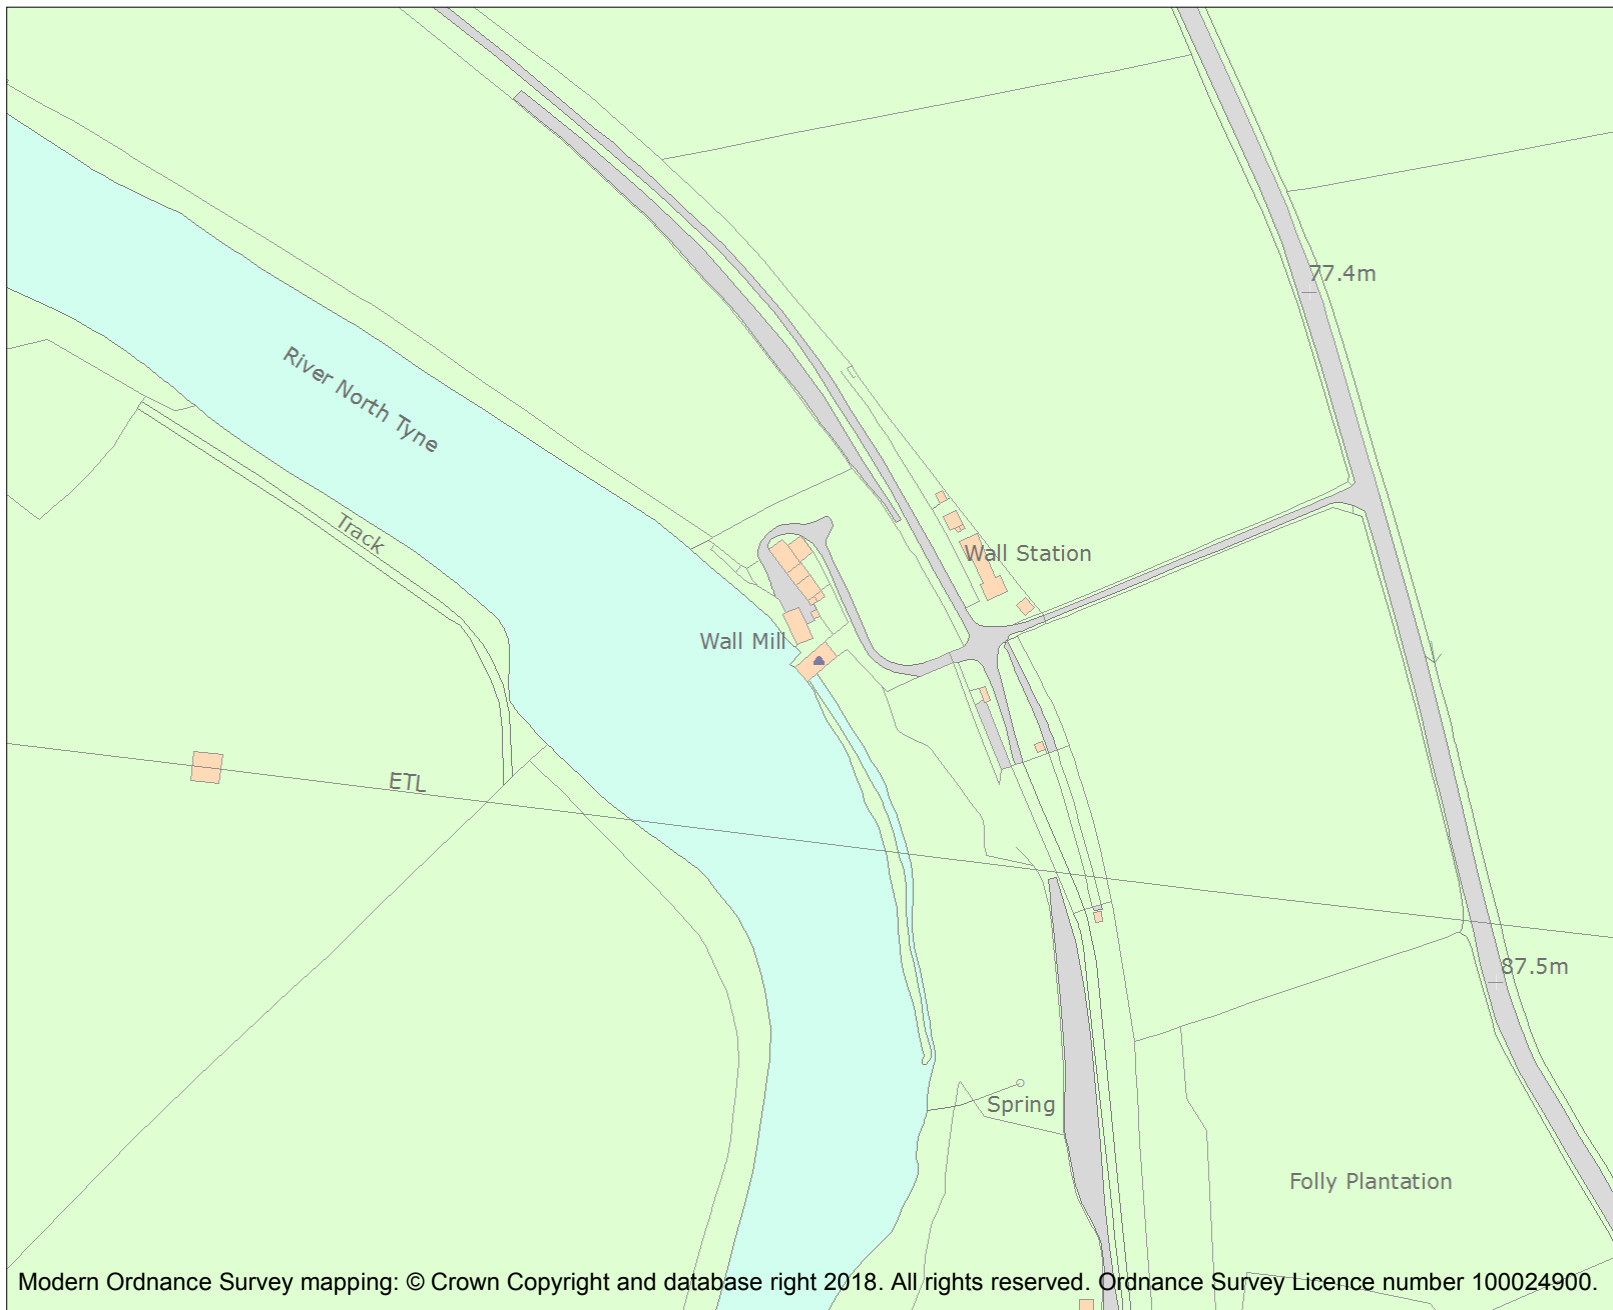 77.4m
River North Tyne
Track
Wall Station
Wall Mill
ETL
87.5m
Spring
Folly Plantation
Modern Ordnance Survey mapping: © Crown Copyright and database right 2018. All rights reserved. Ordnance Survey Licence number 100024900.